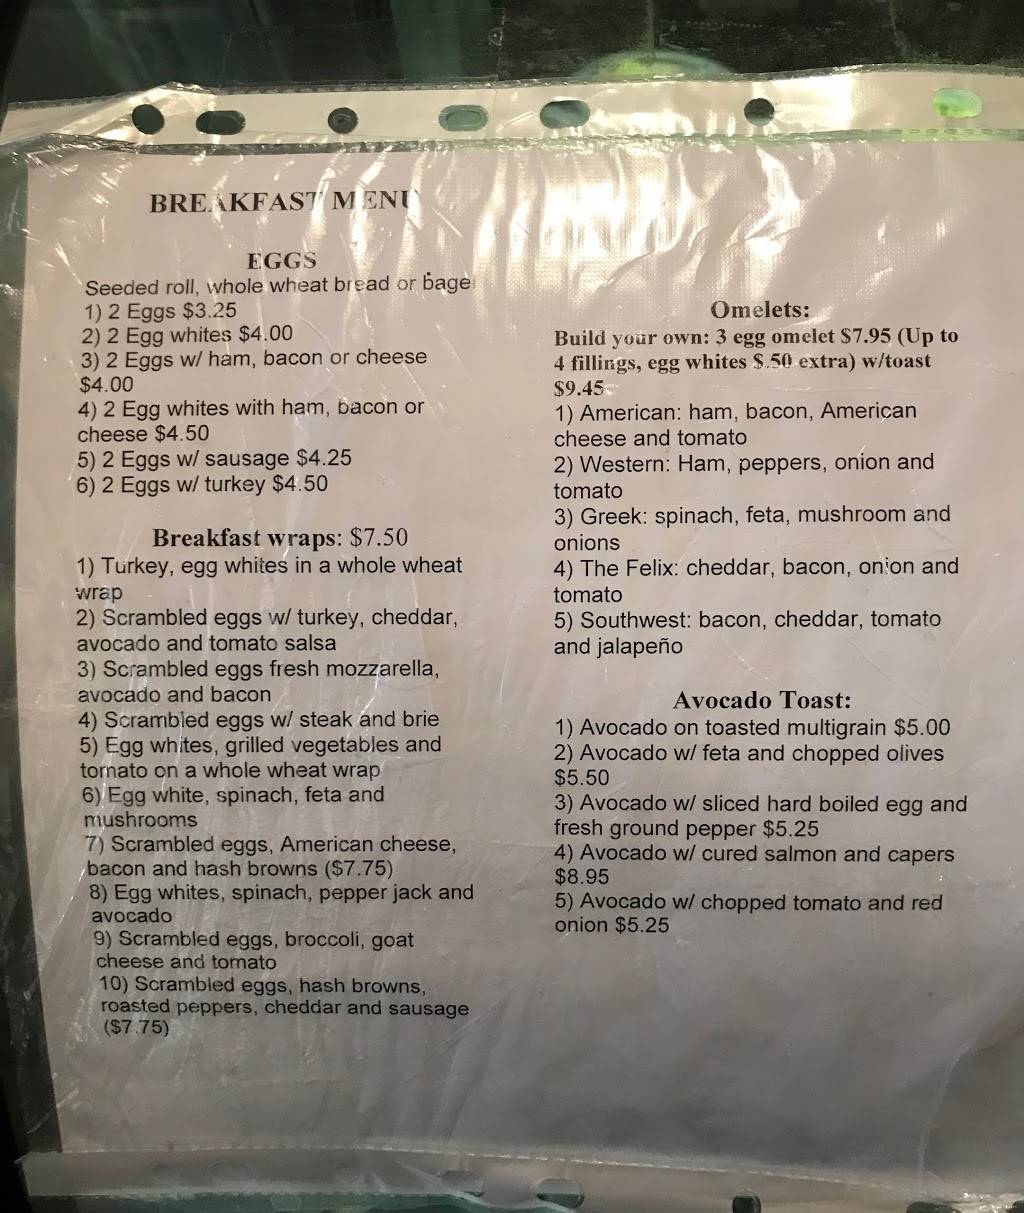 BREAKFAST MENU
EGGS
Seeded roll, whole wheat bread or bagel
1) 2 Eggs $3.25
2) 2 Egg whites $4.00
3) 2 Eggs w/ ham, bacon or cheese
$4.00
4) 2 Egg whites with ham, bacon or
cheese $4.50
5) 2 Eggs w/ sausage $4.25
6) 2 Eggs w/ turkey $4.50
Breakfast wraps: $7.50
1) Turkey, egg whites in a whole wheat
wrap
2) Scrambled eggs w/ turkey, cheddar,
avocado and tomato salsa
3) Scrambled eggs fresh mozzarella,
avocado and bacon
4) Scrambled eggs w/ steak and brie
5) Egg whites, grilled vegetables and
tomato on a whole wheat wrap
6) Egg white, spinach, feta and
mushrooms
7) Scrambled eggs, American cheese,
bacon and hash browns ($7.75)
8) Egg whites, spinach, pepper jack and
avocado
9) Scrambled eggs, broccoli, goat
cheese and tomato
10) Scrambled eggs, hash browns,
roasted peppers, cheddar and sausage
($7.75)
Omelets:
Build your own: 3 egg omelet $7.95 (Up to
4 fillings, egg whites $.50 extra) w/toast
$9.45
1) American: ham, bacon, American
cheese and tomato
2) Western: Ham, peppers, onion and
tomato
3) Greek: spinach, feta, mushroom and
onions
4) The Felix: cheddar, bacon, onion and
tomato
5) Southwest: bacon, cheddar, tomato
and jalapeño
Avocado Toast:
1) Avocado on toasted multigrain $5.00
2) Avocado w/ feta and chopped olives
$5.50
3) Avocado w/ sliced hard boiled egg and
fresh ground pepper $5.25
4) Avocado w/ cured salmon and capers
$8.95
5) Avocado w/ chopped tomato and red
onion $5.25